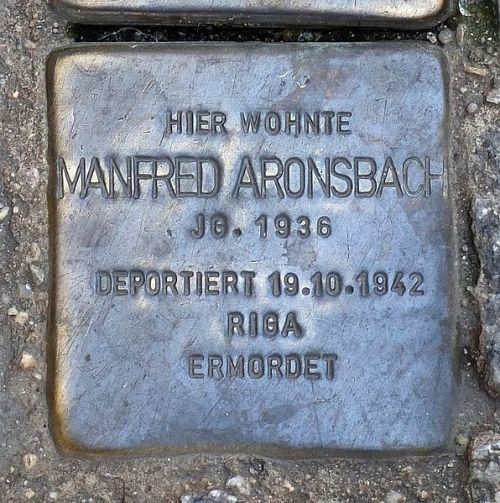 HIER WOHNTE
MANFRED ARONSBACH
JG. 1936
DEPORTIERT 19.10.1942
RIGA
ERMORDET